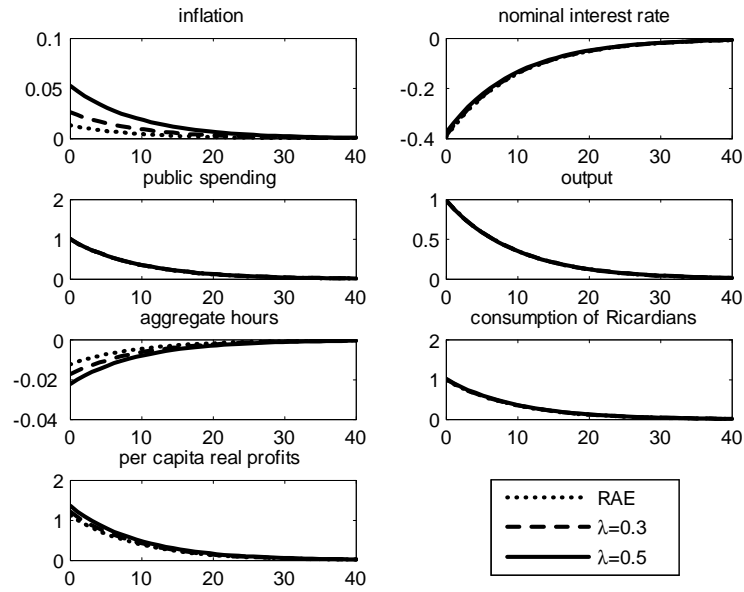 inflation
0.1
0.05
0
0 10 20 30 40
nominal interest rate
0
-0.2
-0.4
0 10 20 30 40
public spending
2
1
0
0 10 20 30 40
output
1
0.5
0
0 10 20 30 40
aggregate hours
0
-0.02
-0.04
0 10 20 30 40
consumption of Ricardians
2
1
0
0 10 20 30 40
per capita real profits
2
1
0
0 10 20 30 40
RAE
λ=0.3
λ=0.5